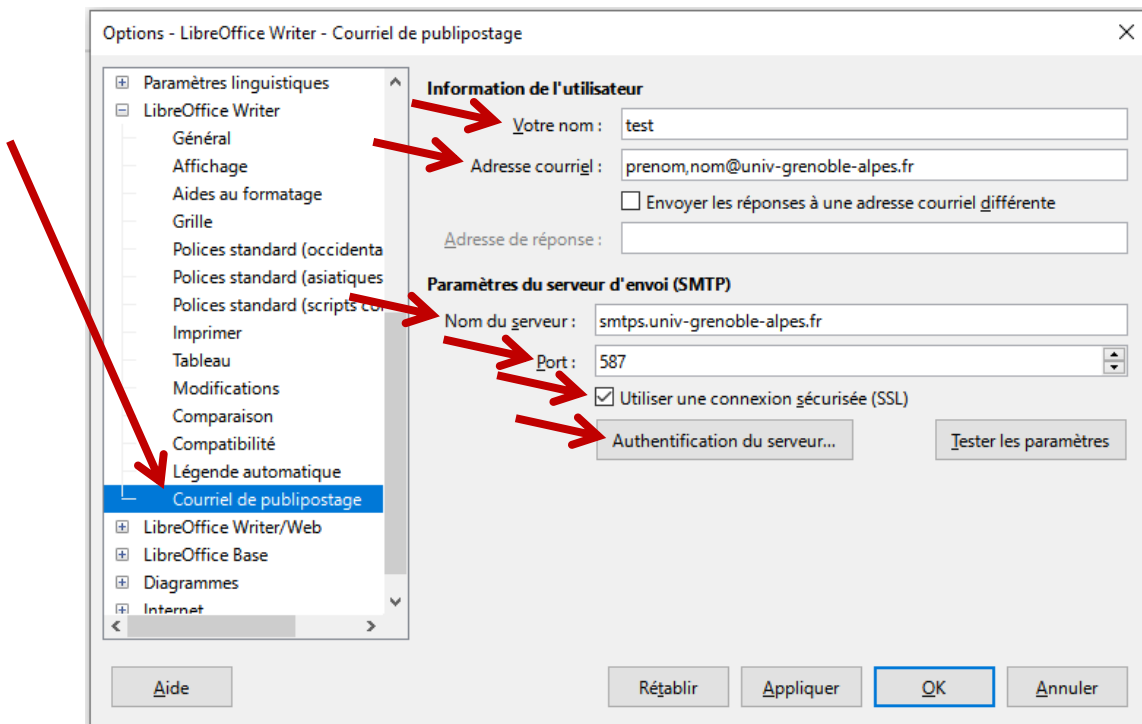 Options - LibreOffice Writer - Courriel de publipostage
Paramètres linguistiques
LibreOffice Writer
Général
Affichage
Aides au formatage
Grille
Polices standard (occidenta
Polices standard (asiatiques
Polices standard (scripts co
Imprimer
Tableau
Modifications
Comparaison
Compatibilité
Légende automatique
Courriel de publipostage
LibreOffice Writer/Web
LibreOffice Base
Diagrammes
Internet
Information de l'utilisateur
Votre nom : test
Adresse courriel : prenom,nom@univ-grenoble-alpes.fr
Envoyer les réponses à une adresse courriel différente
Adresse de réponse :
Paramètres du serveur d'envoi (SMTP)
Nom du serveur : smtps.univ-grenoble-alpes.fr
Port : 587
Utiliser une connexion sécurisée (SSL)
Authentification du serveur... Tester les paramètres
Aide Rétablir Appliquer OK Annuler